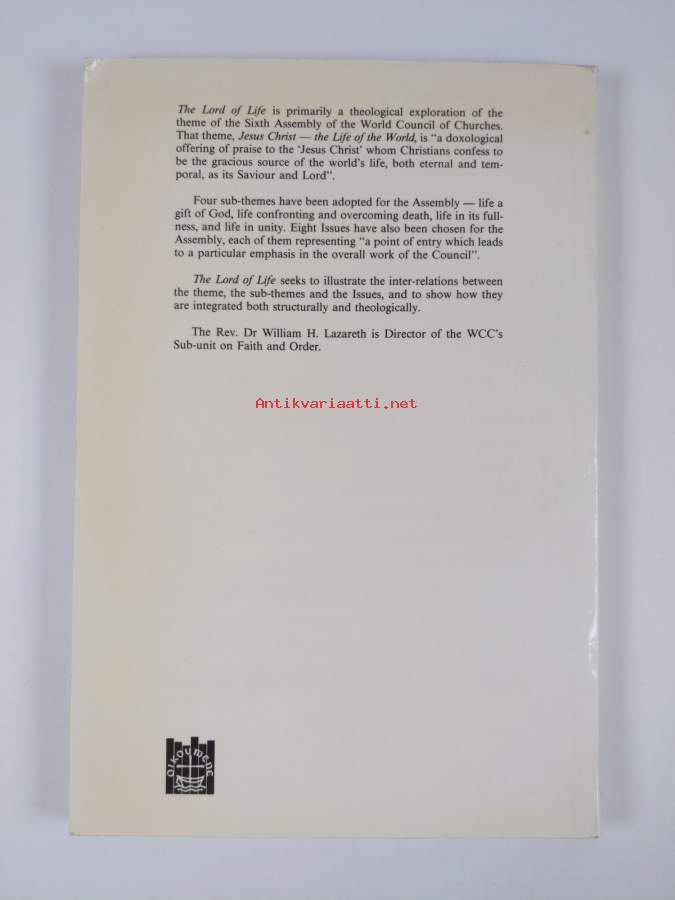 The Lord of Life is primarily a theological exploration of the
theme of the Sixth Assembly of the World Council of Churches.
That theme, Jesus Christ — the Life of the World, is “a doxological
offering of praise to the ‘Jesus Christ’ whom Christians confess to
be the gracious source of the world's life, both eternal and tem-
poral, as its Saviour and Lord”.
Four sub-themes have been adopted for the Assembly — life a
gift of God, life confronting and overcoming death, life in its full-
ness, and life in unity. Eight Issues have also been chosen for the
Assembly, each of them representing “a point of entry which leads
to a particular emphasis in the overall work of the Council”.
The Lord of Life seeks to illustrate the inter-relations between
the theme, the sub-themes and the Issues, and to show how they
are integrated both structurally and theologically.
The Rev. Dr William H. Lazareth is Director of the WCC's
Sub-unit on Faith and Order.
Antikvariaatti.net
OIKOUMENE